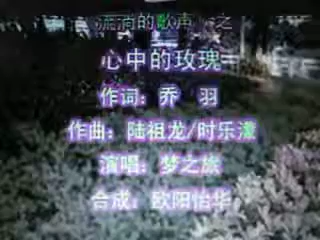 流淌的歌声 之
心中的玫瑰
作词：乔 羽
作曲：陆祖龙/时乐濛
演唱：梦之旅
合成：欧阳怡华